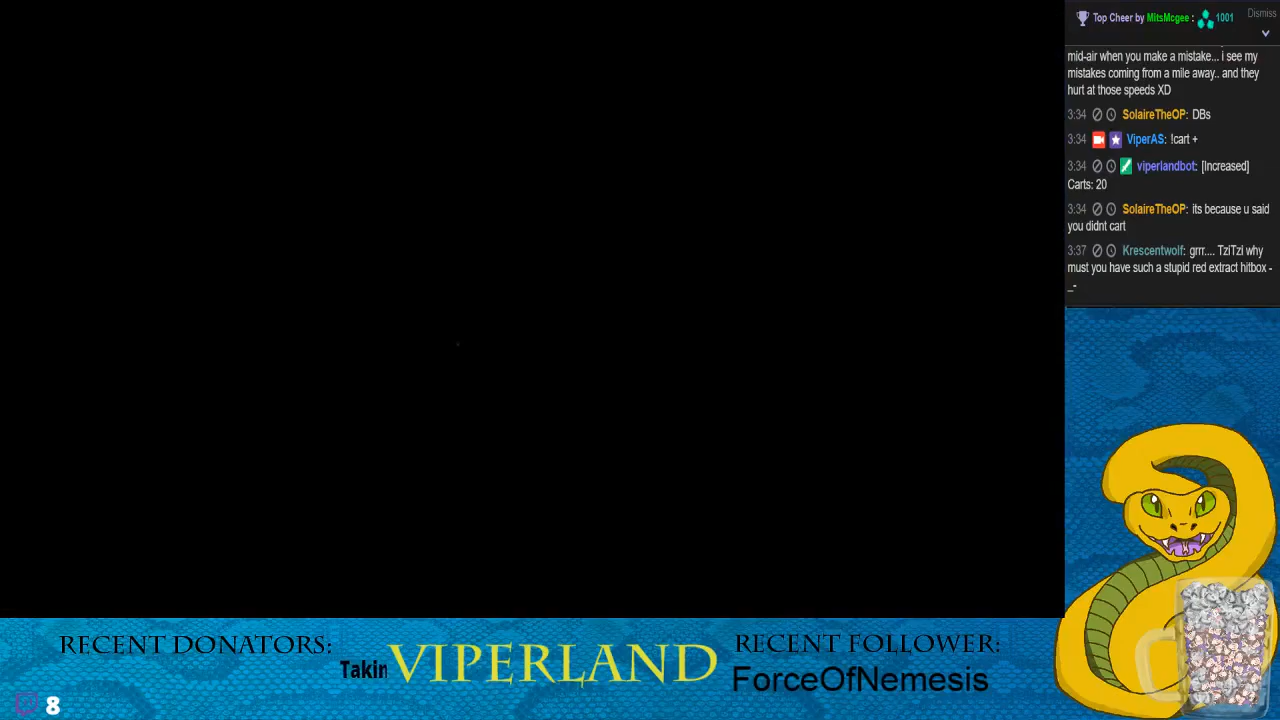 Top Cheer by MitsMcgee : 1001
Dismiss
mid-air when you make a mistake... i see my
mistakes coming from a mile away.. and they
hurt at those speeds XD
3:34 SolaireTheOP: DBs
3:34 ViperAS: !cart +
3:34 viperlandbot: [Increased]
Carts: 20
3:34 SolaireTheOP: its because u said
you didnt cart
3:37 Krescentwolf: grrr.... TziTzi why
must you have such a stupid red extract hitbox -
_-
RECENT DONATORS:
Takin
VIPERLAND
RECENT FOLLOWER:
ForceOfNemesis
8